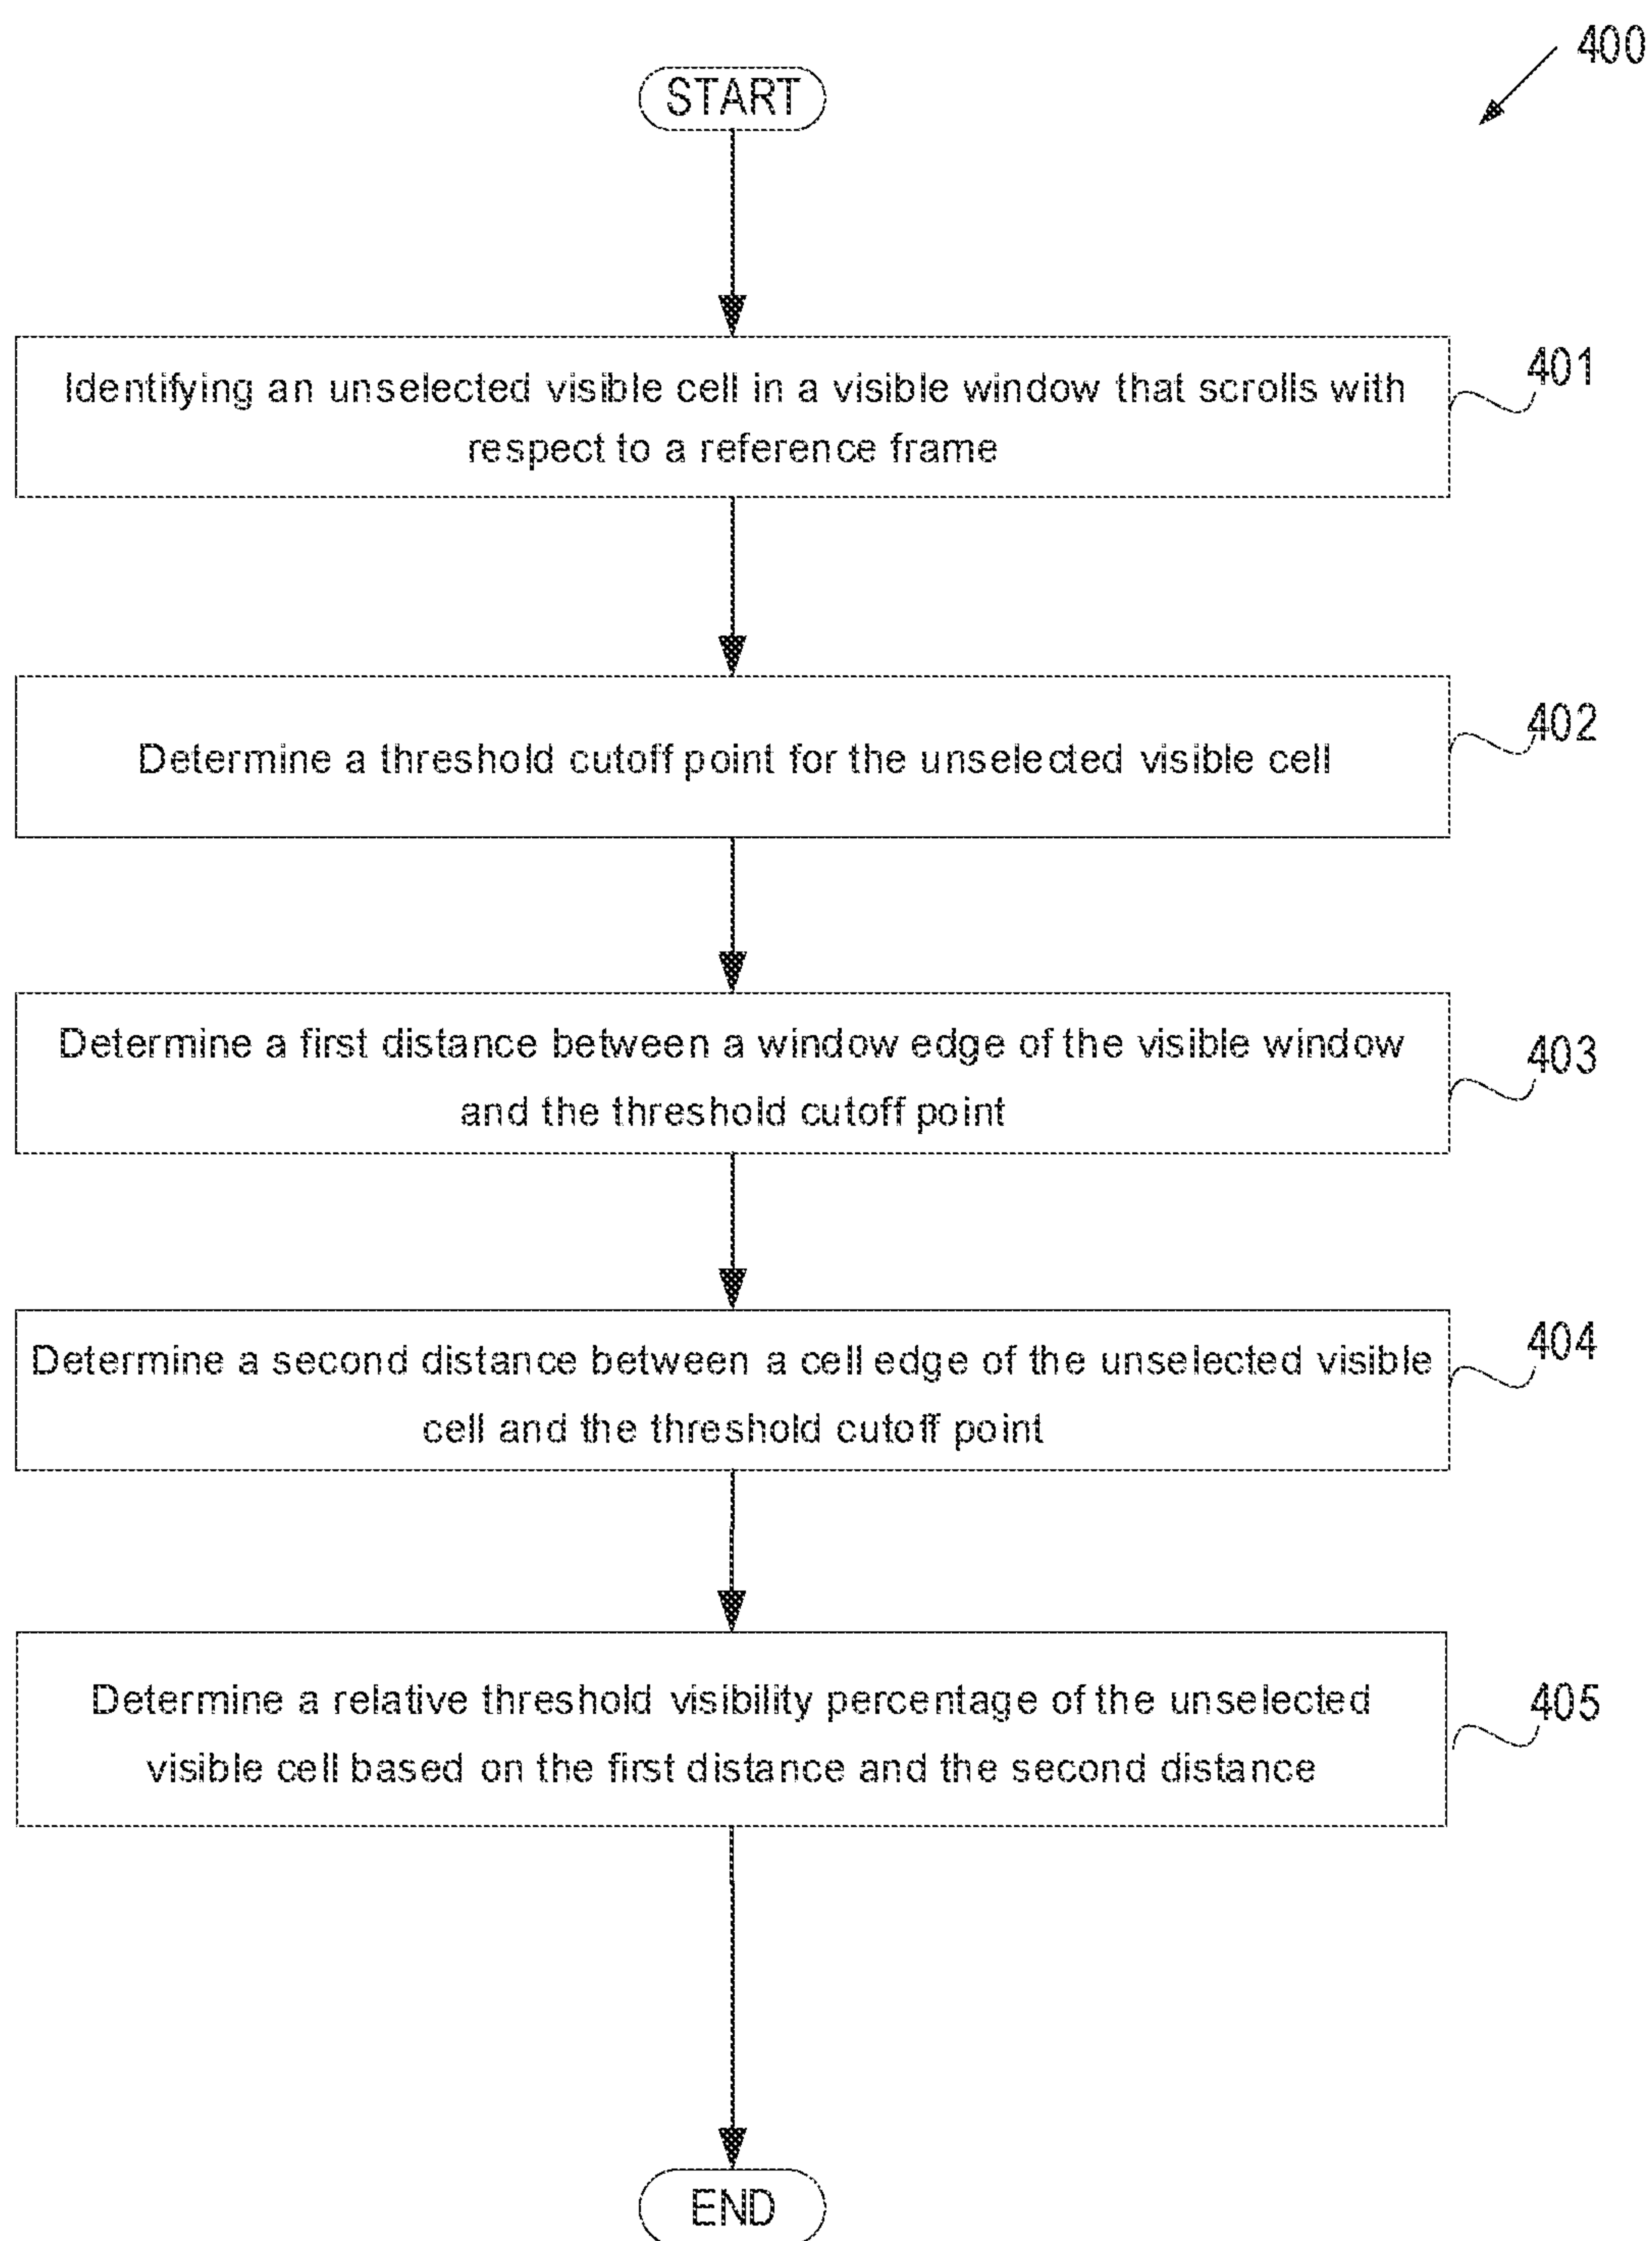 400
START
Identifying an unselected visible cell in a visible window that scrolls with
respect to a reference frame
401
Determine a threshold cutoff point for the unselected visible cell
402
Determine a first distance between a window edge of the visible window
and the threshold cutoff point
403
Determine a second distance between a cell edge of the unselected visible
cell and the threshold cutoff point
404
Determine a relative threshold visibility percentage of the unselected
visible cell based on the first distance and the second distance
405
END